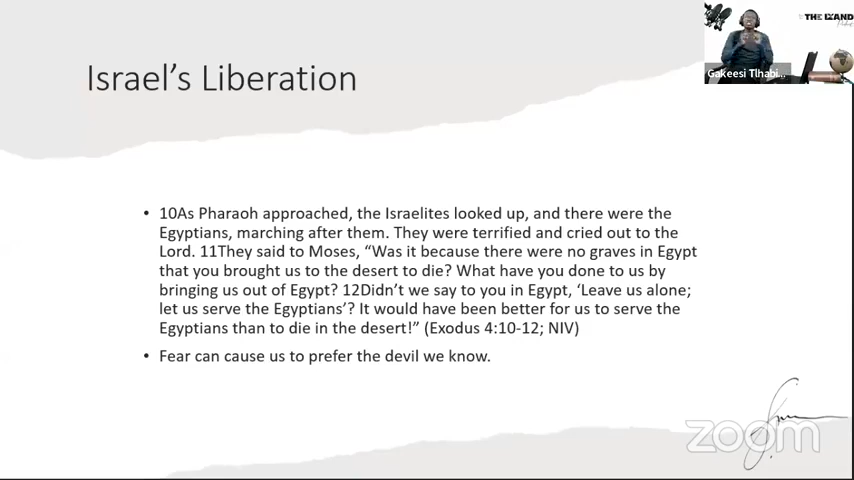 THE LAND
Gakeesi Tlhabi...
Israel's Liberation
• 10As Pharaoh approached, the Israelites looked up, and there were the
Egyptians, marching after them. They were terrified and cried out to the
Lord. 11They said to Moses, “Was it because there were no graves in Egypt
that you brought us to the desert to die? What have you done to us by
bringing us out of Egypt? 12Didn’t we say to you in Egypt, ‘Leave us alone;
let us serve the Egyptians’? It would have been better for us to serve the
Egyptians than to die in the desert!” (Exodus 4:10-12; NIV)
• Fear can cause us to prefer the devil we know.
zoom